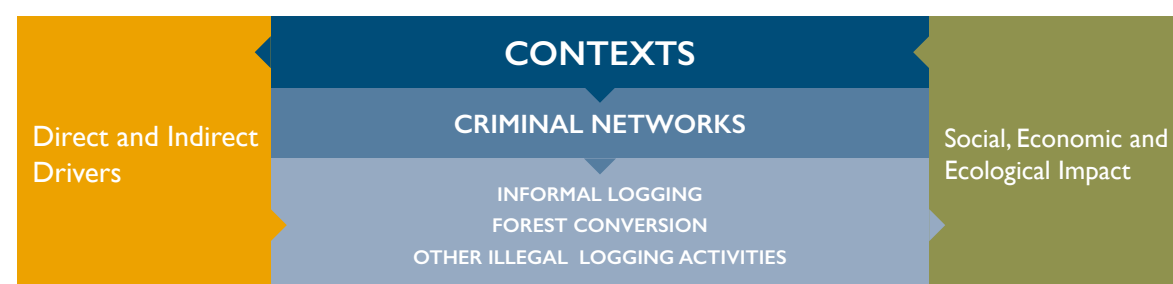 Direct and Indirect
Drivers
CONTEXTS
CRIMINAL NETWORKS
INFORMAL LOGGING
FOREST CONVERSION
OTHER ILLEGAL LOGGING ACTIVITIES
Social, Economic and
Ecological Impact